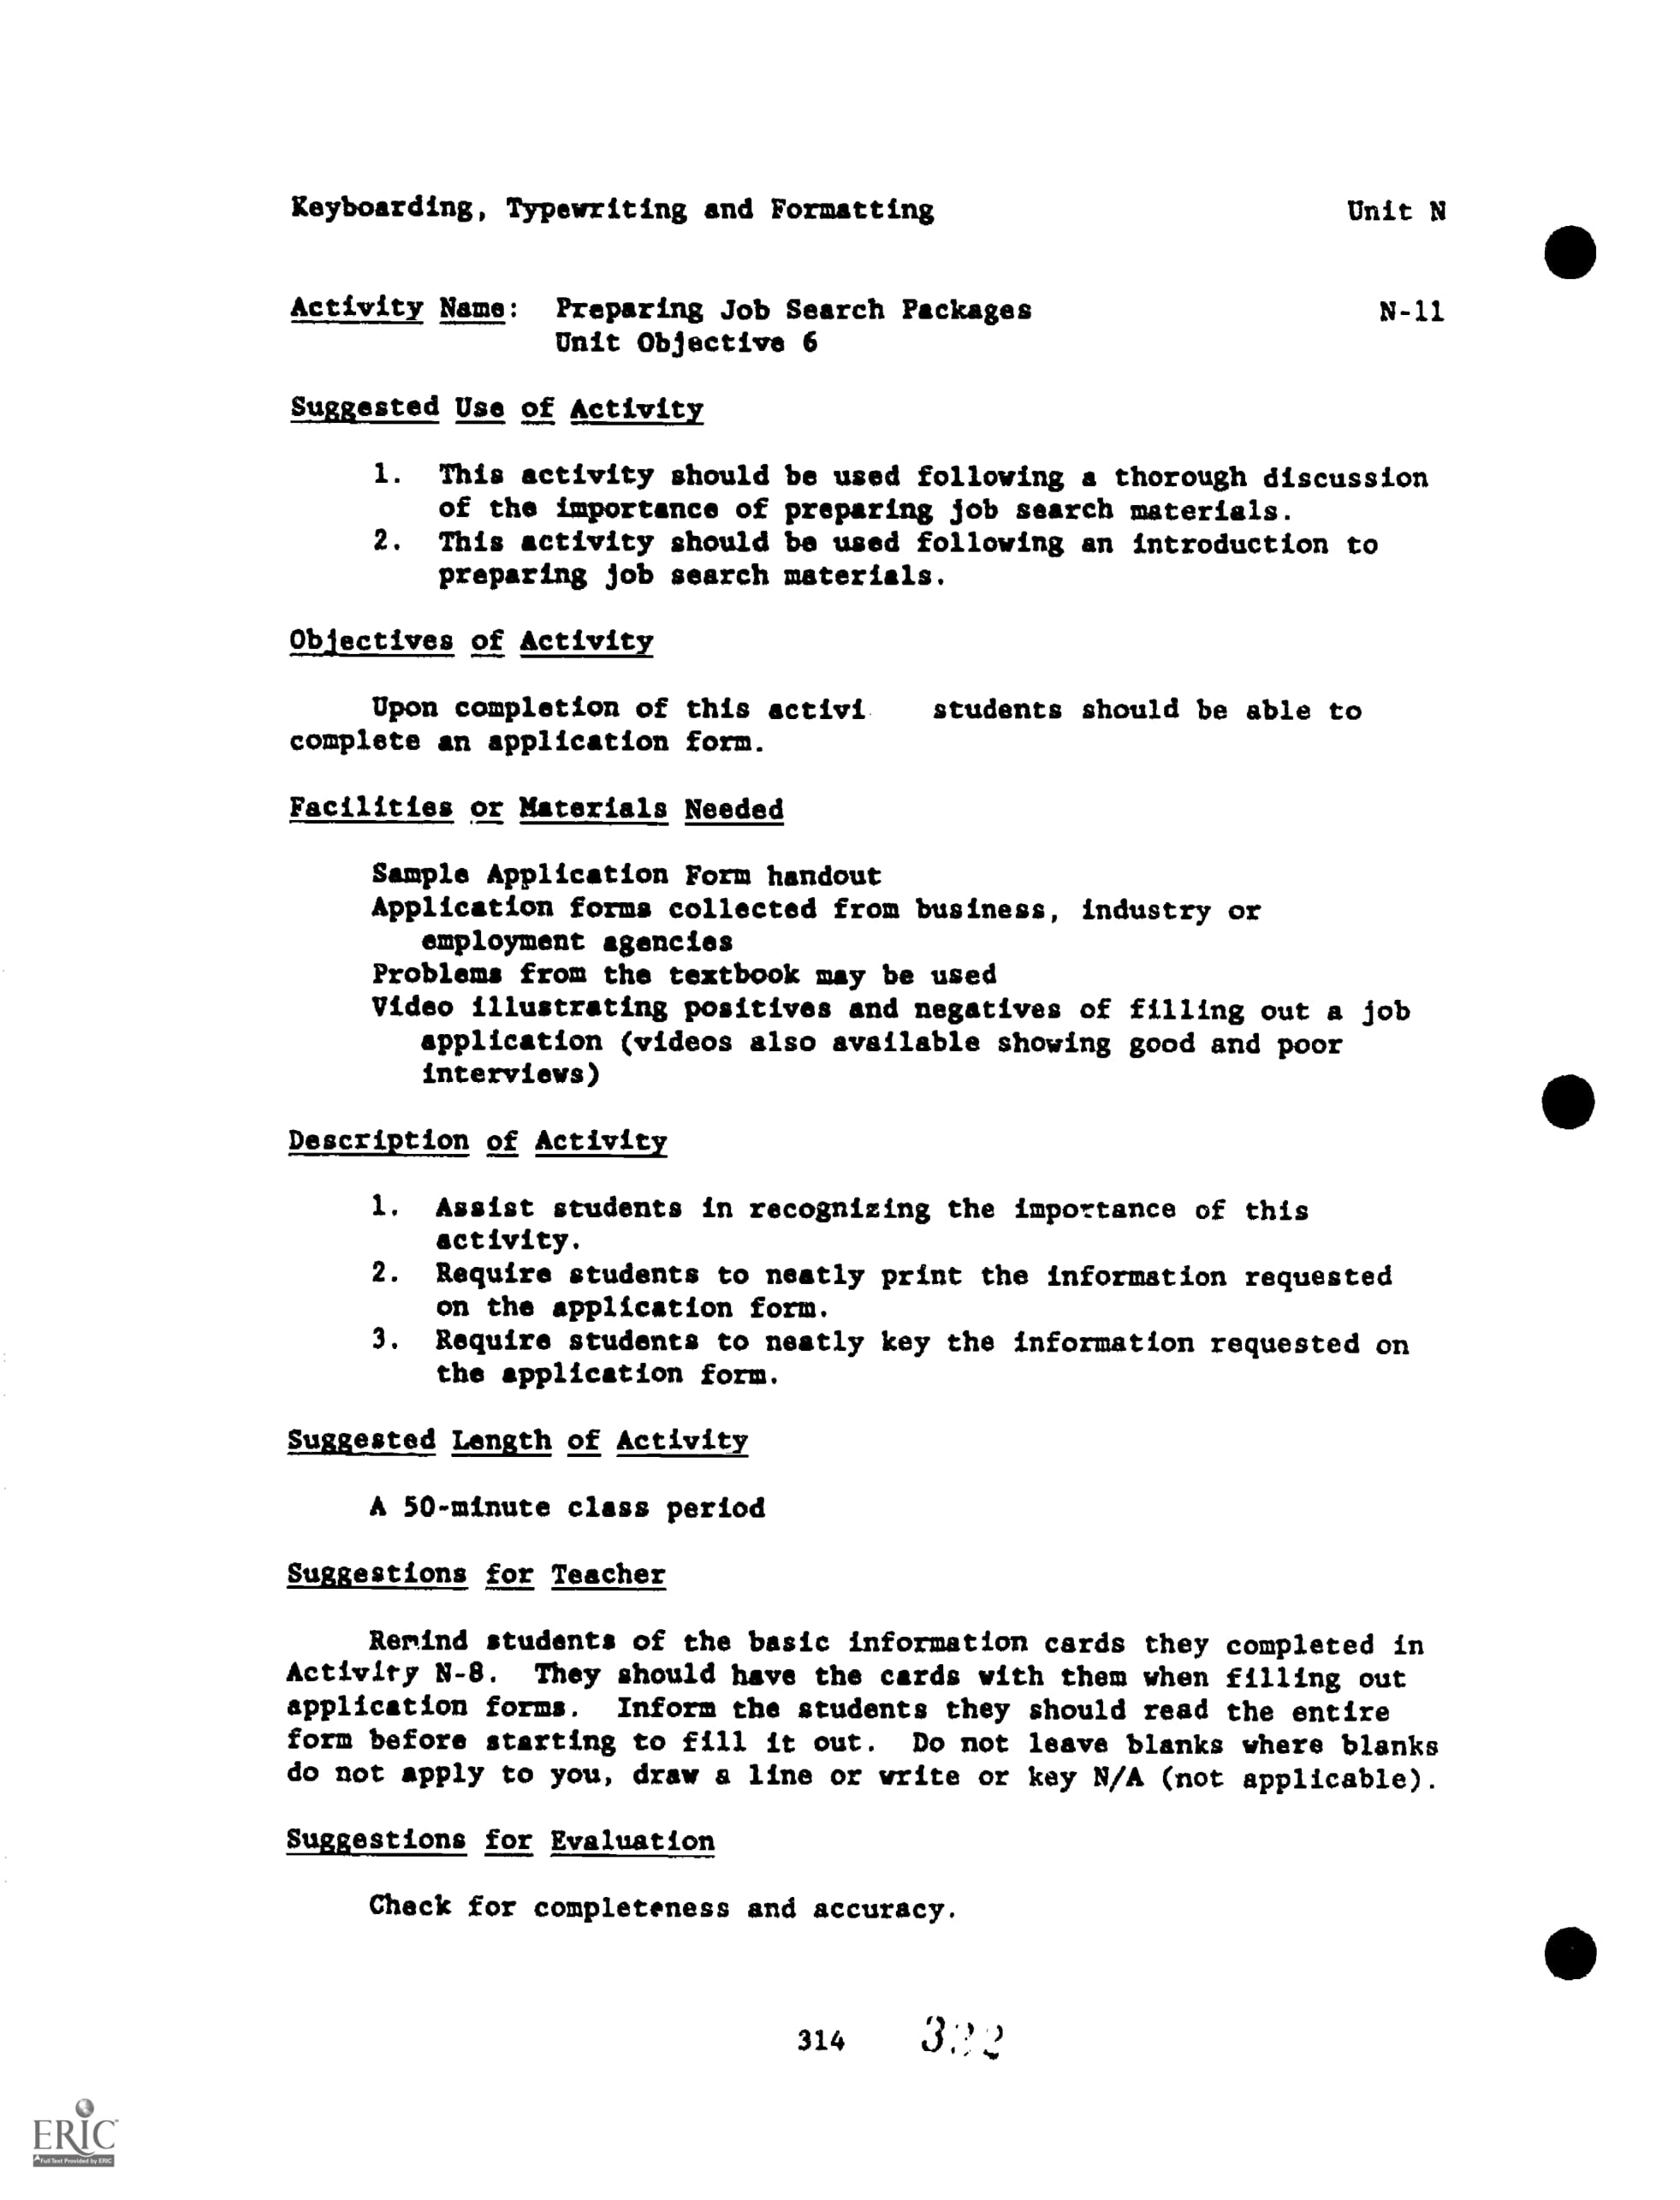 Keyboarding, Typewriting and Formatting Unit N
Activity Name: Preparing Job Search Packages N-11
Unit Objective 6
Suggested Use of Activity
1. This activity should be used following a thorough discussion
of the importance of preparing job search materials.
2. This activity should be used following an introduction to
preparing job search materials.
Objectives of Activity
Upon completion of this activi students should be able to
complete an application form.
Facilities or Materials Needed
Sample Application Form handout
Application forms collected from business, industry or
employment agencies
Problems from the textbook may be used
Video illustrating positives and negatives of filling out a job
application (videos also available showing good and poor
interviews)
Description of Activity
1. Assist students in recognizing the importance of this
activity.
2. Require students to neatly print the information requested
on the application form.
3. Require students to neatly key the information requested on
the application form.
Suggested Length of Activity
A 50-minute class period
Suggestions for Teacher
Remind students of the basic information cards they completed in
Activity N-8. They should have the cards with them when filling out
application forms. Inform the students they should read the entire
form before starting to fill it out. Do not leave blanks where blanks
do not apply to you, draw a line or write or key N/A (not applicable).
Suggestions for Evaluation
Check for completeness and accuracy.
314 322
ERIC
Full Text Provided by ERIC